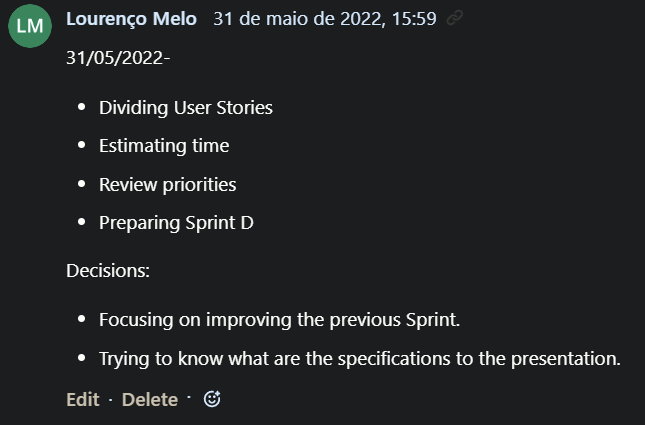 LM
Lourenço Melo 31 de maio de 2022, 15:59
31/05/2022-
• Dividing User Stories
• Estimating time
• Review priorities
• Preparing Sprint D
Decisions:
• Focusing on improving the previous Sprint.
• Trying to know what are the specifications to the presentation.
Edit · Delete ·